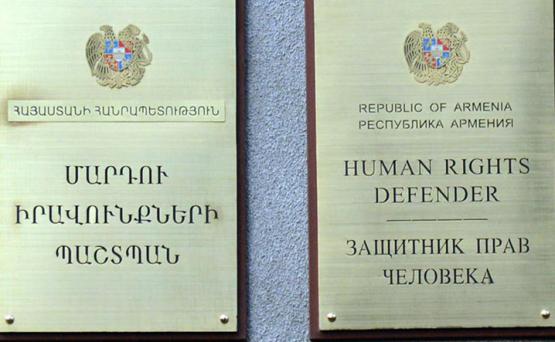 ՀԱՅԱՍՏԱՆԻ ՀԱՆՐԱՊԵՏՈՒԹՅՈՒՆ
ՄԱՐԴՈՒ
ԻՐԱՎՈՒՆՔՆԵՐԻ
ՊԱՇՏՊԱՆ
REPUBLIC OF ARMENIA
РЕСПУБЛИКА АРМЕНИЯ
HUMAN RIGHTS
DEFENDER
ЗАЩИТНИК ПРАВ
ЧЕЛОВЕКА